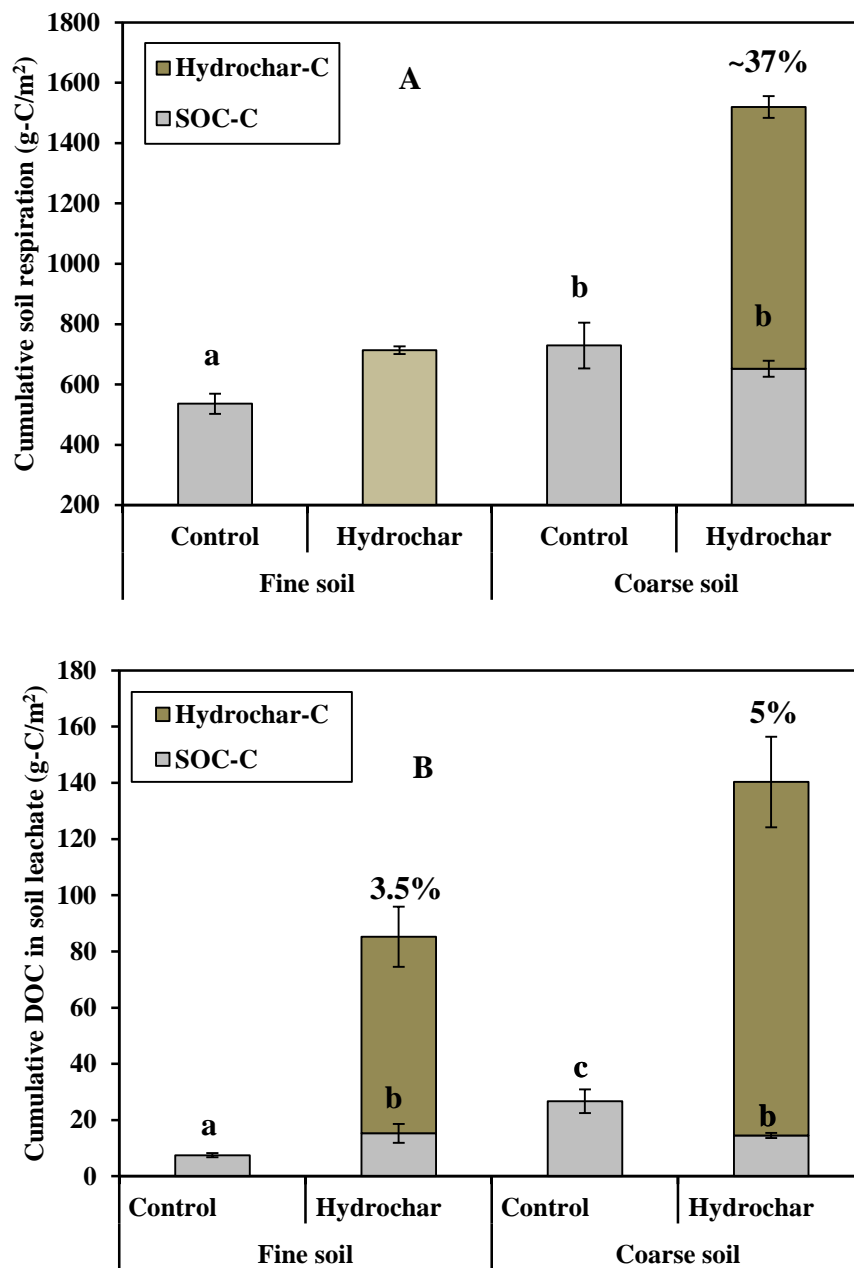 Cumulative soil respiration (g-C/m²)
1800
1600
1400
1200
1000
800
600
400
200
Hydrochar-C
SOC-C
A
~37%
a
b
b
Control
Hydrochar
Control
Hydrochar
Fine soil
Coarse soil
Cumulative DOC in soil leachate (g-C/m²)
180
160
140
120
100
80
60
40
20
0
Hydrochar-C
SOC-C
B
5%
3.5%
a
b
c
b
Control
Hydrochar
Control
Hydrochar
Fine soil
Coarse soil